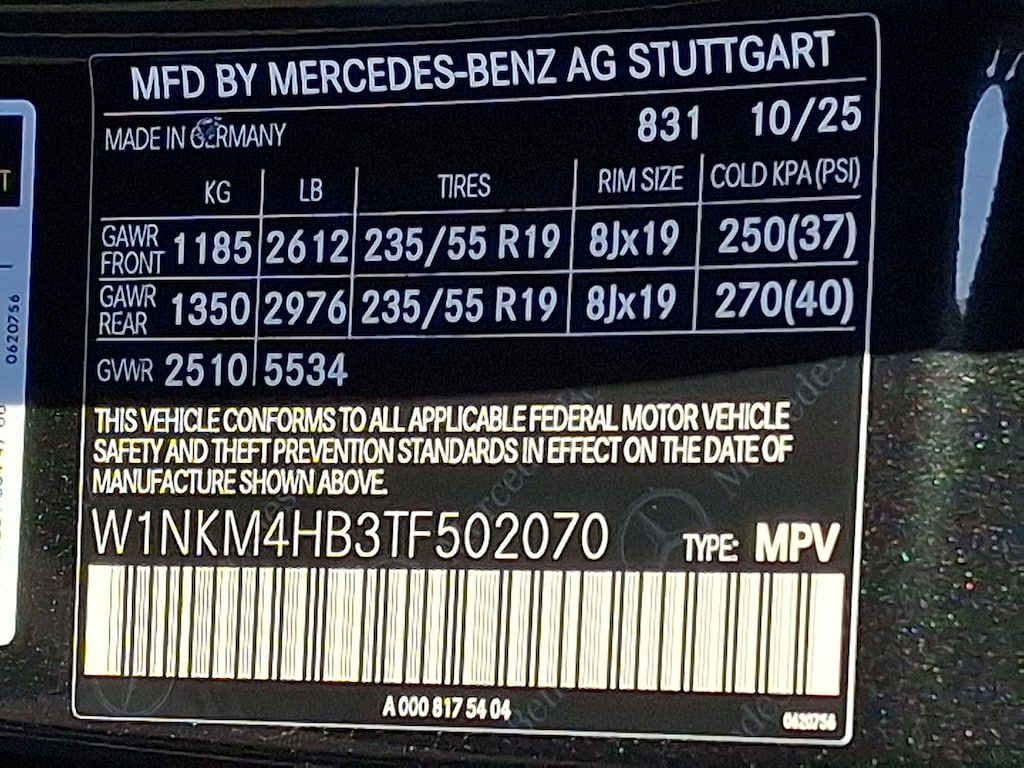 MFD BY MERCEDES-BENZ AG STUTTGART
MADE IN GERMANY 831 10/25
KG LB TIRES RIM SIZE COLD KPA (PSI)
GAWR FRONT 1185 2612 235/55 R19 8Jx19 250(37)
GAWR REAR 1350 2976 235/55 R19 8Jx19 270(40)
GVWR 2510 5534
THIS VEHICLE CONFORMS TO ALL APPLICABLE FEDERAL MOTOR VEHICLE
SAFETY AND THEFT PREVENTION STANDARDS IN EFFECT ON THE DATE OF
MANUFACTURE SHOWN ABOVE.
W1NKM4HB3TF502070 TYPE: MPV
A 000 817 54 04
0620756
T
0620756